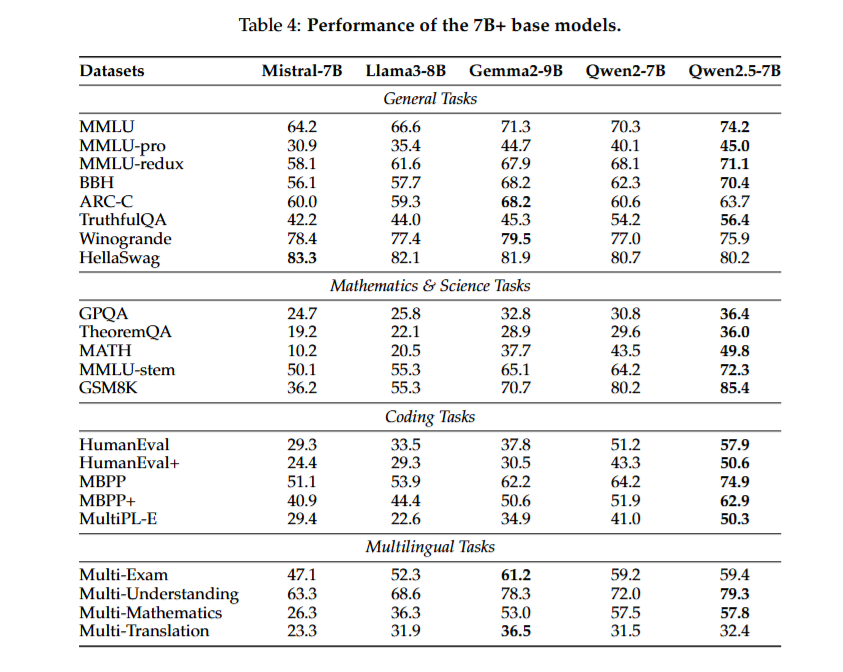 Table 4: Performance of the 7B+ base models.
Datasets Mistral-7B Llama3-8B Gemma2-9B Qwen2-7B Qwen2.5-7B
General Tasks
MMLU 64.2 66.6 71.3 70.3 74.2
MMLU-pro 30.9 35.4 44.7 40.1 45.0
MMLU-redux 58.1 61.6 67.9 68.1 71.1
BBH 56.1 57.7 68.2 62.3 70.4
ARC-C 60.0 59.3 68.2 60.6 63.7
TruthfulQA 42.2 44.0 45.3 54.2 56.4
Winogrande 78.4 77.4 79.5 77.0 75.9
HellaSwag 83.3 82.1 81.9 80.7 80.2
Mathematics & Science Tasks
GPQA 24.7 25.8 32.8 30.8 36.4
TheoremQA 19.2 22.1 28.9 29.6 36.0
MATH 10.2 20.5 37.7 43.5 49.8
MMLU-stem 50.1 55.3 65.1 64.2 72.3
GSM8K 36.2 55.3 70.7 80.2 85.4
Coding Tasks
HumanEval 29.3 33.5 37.8 51.2 57.9
HumanEval+ 24.4 29.3 30.5 43.3 50.6
MBPP 51.1 53.9 62.2 64.2 74.9
MBPP+ 40.9 44.4 50.6 51.9 62.9
MultiPL-E 29.4 22.6 34.9 41.0 50.3
Multilingual Tasks
Multi-Exam 47.1 52.3 61.2 59.2 59.4
Multi-Understanding 63.3 68.6 78.3 72.0 79.3
Multi-Mathematics 26.3 36.3 53.0 57.5 57.8
Multi-Translation 23.3 31.9 36.5 31.5 32.4